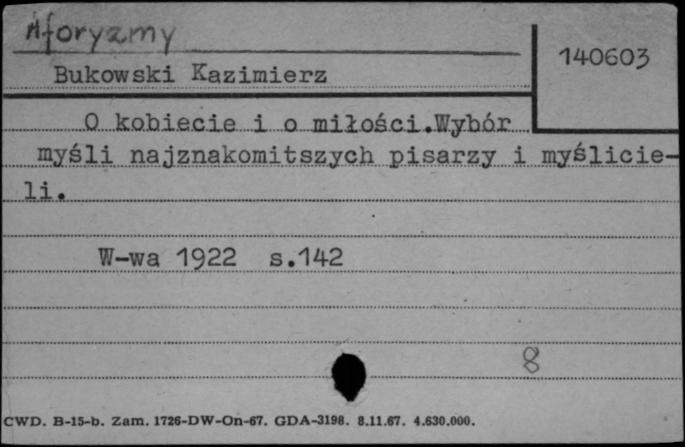 Aforyzmy
140603
Bukowski Kazimierz
O kobiecie i o miłości.Wybór
myśli najznakomitszych pisarzy i myślicie-
li.
W-wa 1922 s.142
8
CWD. B-15-b. Zam. 1726-DW-On-67. GDA-3198. 8.11.67. 4.630.000.